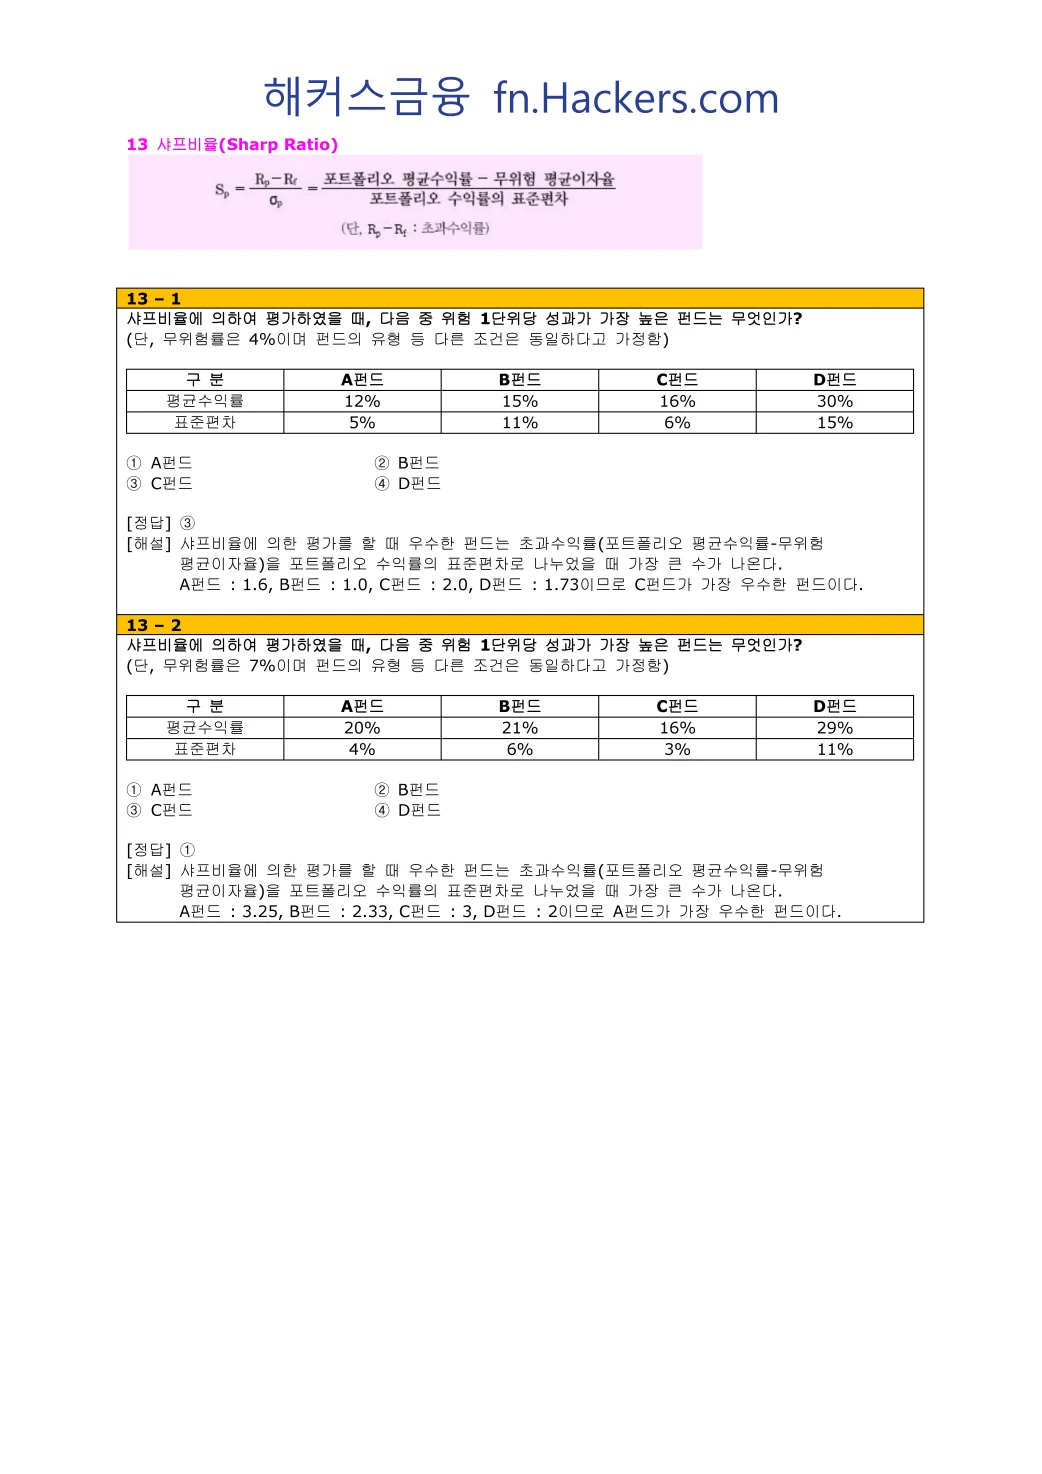 해커스금융 fn.Hackers.com
13 샤프비율(Sharp Ratio)
Sp = Rp−Rf / σp = 포트폴리오 평균수익률 − 무위험 평균이자율 / 포트폴리오 수익률의 표준편차
(단, Rp−Rf : 초과수익률)
13 – 1
샤프비율에 의하여 평가하였을 때, 다음 중 위험 1단위당 성과가 가장 높은 펀드는 무엇인가?
(단, 무위험률은 4%이며 펀드의 유형 등 다른 조건은 동일하다고 가정함)
구 분 A펀드 B펀드 C펀드 D펀드
평균수익률 12% 15% 16% 30%
표준편차 5% 11% 6% 15%
① A펀드 ② B펀드
③ C펀드 ④ D펀드
[정답] ③
[해설] 샤프비율에 의한 평가를 할 때 우수한 펀드는 초과수익률(포트폴리오 평균수익률-무위험
평균이자율)을 포트폴리오 수익률의 표준편차로 나누었을 때 가장 큰 수가 나온다.
A펀드 : 1.6, B펀드 : 1.0, C펀드 : 2.0, D펀드 : 1.73이므로 C펀드가 가장 우수한 펀드이다.
13 – 2
샤프비율에 의하여 평가하였을 때, 다음 중 위험 1단위당 성과가 가장 높은 펀드는 무엇인가?
(단, 무위험률은 7%이며 펀드의 유형 등 다른 조건은 동일하다고 가정함)
구 분 A펀드 B펀드 C펀드 D펀드
평균수익률 20% 21% 16% 29%
표준편차 4% 6% 3% 11%
① A펀드 ② B펀드
③ C펀드 ④ D펀드
[정답] ①
[해설] 샤프비율에 의한 평가를 할 때 우수한 펀드는 초과수익률(포트폴리오 평균수익률-무위험
평균이자율)을 포트폴리오 수익률의 표준편차로 나누었을 때 가장 큰 수가 나온다.
A펀드 : 3.25, B펀드 : 2.33, C펀드 : 3, D펀드 : 2이므로 A펀드가 가장 우수한 펀드이다.